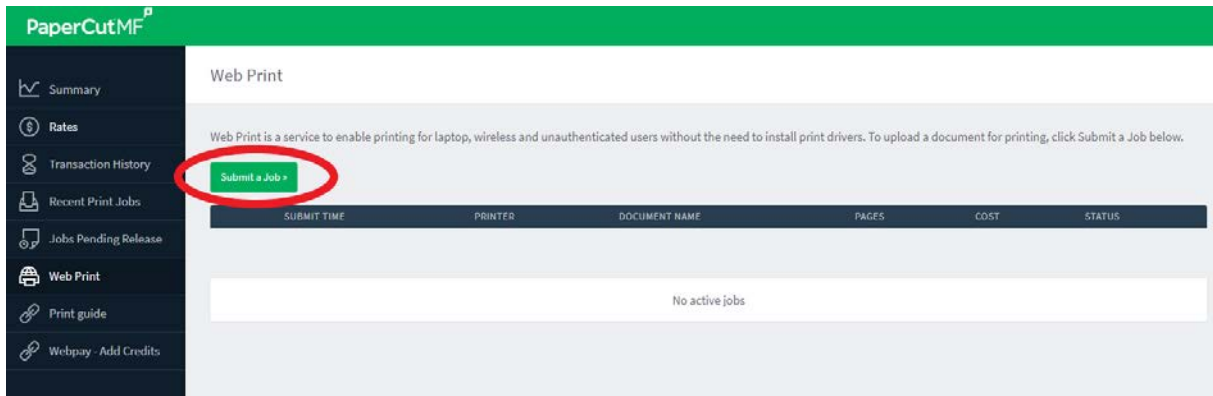 PaperCutMF
Summary
Rates
Transaction History
Recent Print Jobs
Jobs Pending Release
Web Print
Print guide
Webpay - Add Credits
Web Print
Web Print is a service to enable printing for laptop, wireless and unauthenticated users without the need to install print drivers. To upload a document for printing, click Submit a Job below.
Submit a Job »
SUBMIT TIME PRINTER DOCUMENT NAME PAGES COST STATUS
No active jobs